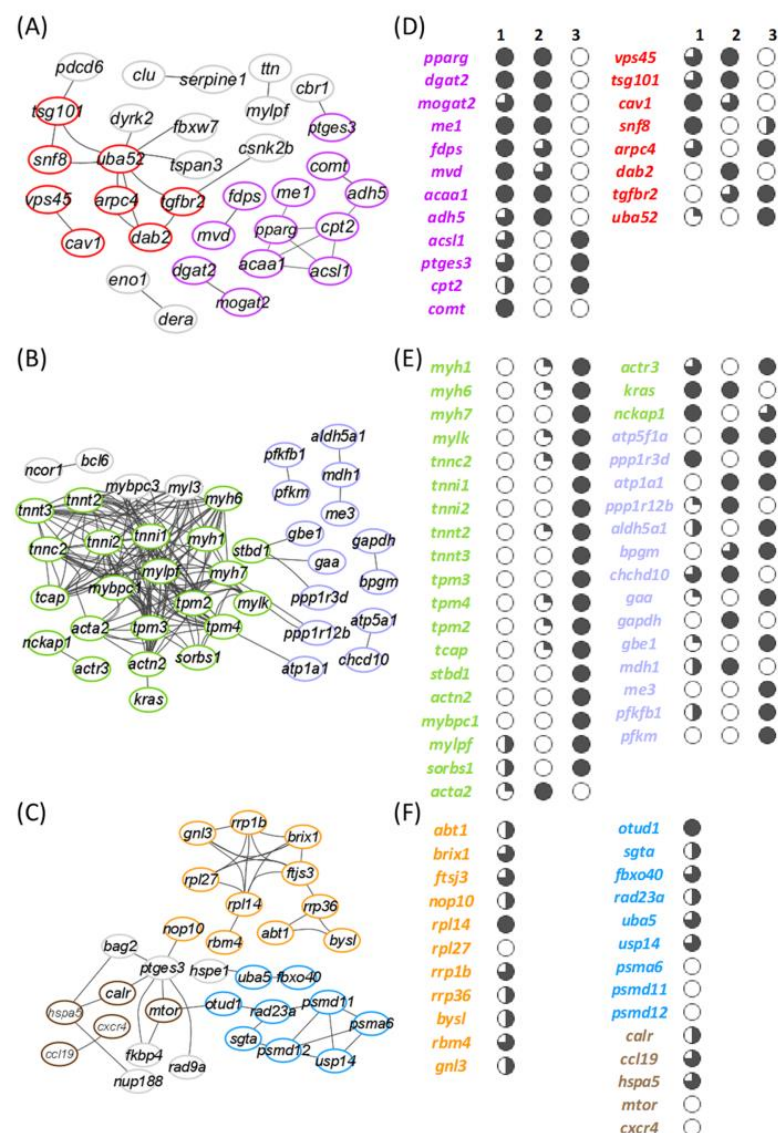 (A)
pdcd6
clu
serpine1
ttn
mylpf
cbr1
ptges3
tsg101
dyrk2
fbxw7
csnk2b
snf8
uba52
tspan3
comt
adh5
vps45
arpc4
tgfbr2
fdps
me1
cpt2
cav1
dab2
mvd
pparg
acaa1
acsl1
eno1
dgat2
mogat2
dera
(D)
1 2 3
pparg
dgat2
mogat2
me1
fdps
mvd
acaa1
adh5
acsl1
ptges3
cpt2
comt
1 2 3
vps45
tsg101
cav1
snf8
arpc4
dab2
tgfbr2
uba52
(B)
ncor1
bcl6
mybpc3
myl3
myh6
tnnt3
tnnt2
tnnc2
tnni2
tnni1
myh1
stbd1
mylpf
myh7
tcap
mybpc1
tpm2
mylk
acta2
tpm3
tpm4
nckap1
actr3
actn2
sorbs1
kras
pfkfb1
pfkm
aldh5a1
mdh1
me3
gbe1
gaa
gapdh
bpgm
ppp1r3d
ppp1r12b
atp5a1
chcd10
atp1a1
(E)
myh1
myh6
myh7
mylk
tnnc2
tnni1
tnni2
tnnt2
tnnt3
tpm3
tpm4
tpm2
tcap
stbd1
actn2
mybpc1
mylpf
sorbs1
acta2
actr3
kras
nckap1
atp5f1a
ppp1r3d
atp1a1
ppp1r12b
aldh5a1
bpgm
chchd10
gaa
gapdh
gbe1
mdh1
me3
pfkfb1
pfkm
(C)
rrp1b
gnl3
brix1
rpl27
ftjs3
rpl14
rrp36
nop10
rbm4
abt1
bysl
bag2
ptges3
hspe1
uba5
fbxo40
calr
hspa5
mtor
otud1
rad23a
psmd11
psma6
cxcr4
sgta
psmd12
usp14
ccl19
fkbp4
rad9a
nup188
(F)
abt1
brix1
ftsj3
nop10
rpl14
rpl27
rrp1b
rrp36
bysl
rbm4
gnl3
otud1
sgta
fbxo40
rad23a
uba5
usp14
psma6
psmd11
psmd12
calr
ccl19
hspa5
mtor
cxcr4